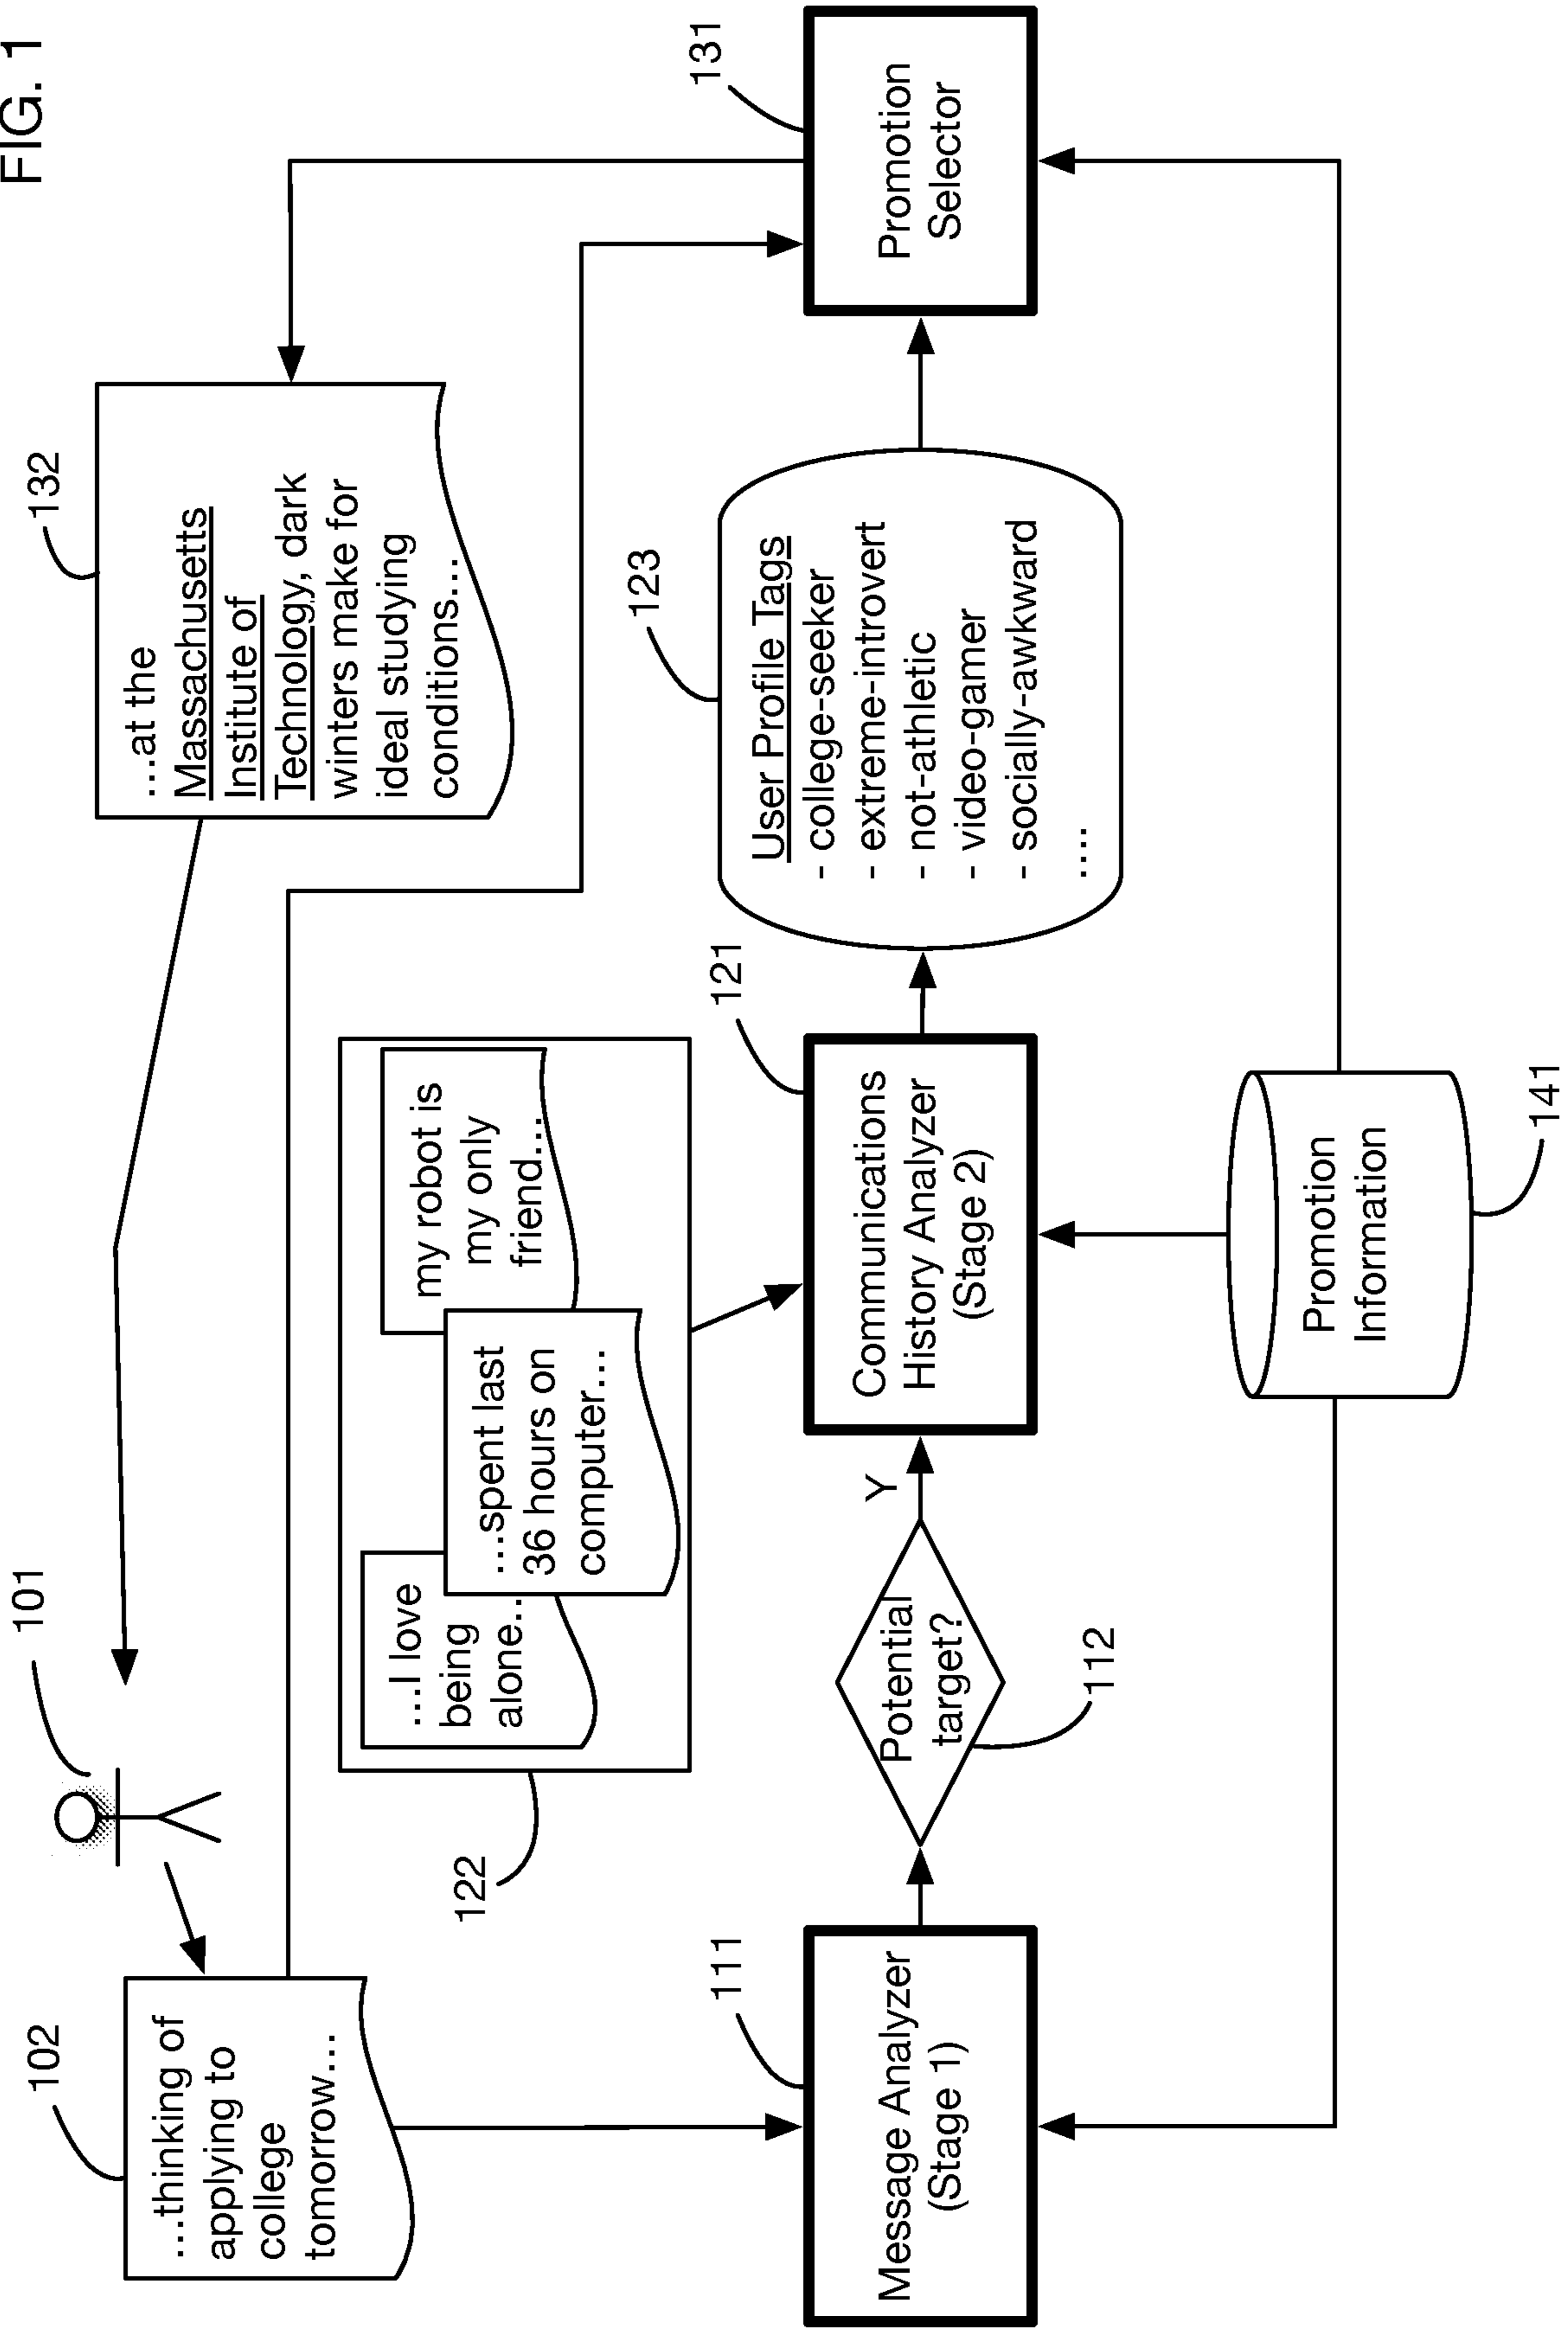 FIG. 1
101
102
...thinking of
applying to
college
tomorrow...
132
...at the
Massachusetts
Institute of
Technology, dark
winters make for
ideal studying
conditions...
122
...I love
being
alone...
...spent last
36 hours on
computer...
my robot is
my only
friend...
111
Message Analyzer
(Stage 1)
Potential
target?
112
Y
121
Communications
History Analyzer
(Stage 2)
123
User Profile Tags
- college-seeker
- extreme-introvert
- not-athletic
- video-gamer
- socially-awkward
....
131
Promotion
Selector
Promotion
Information
141